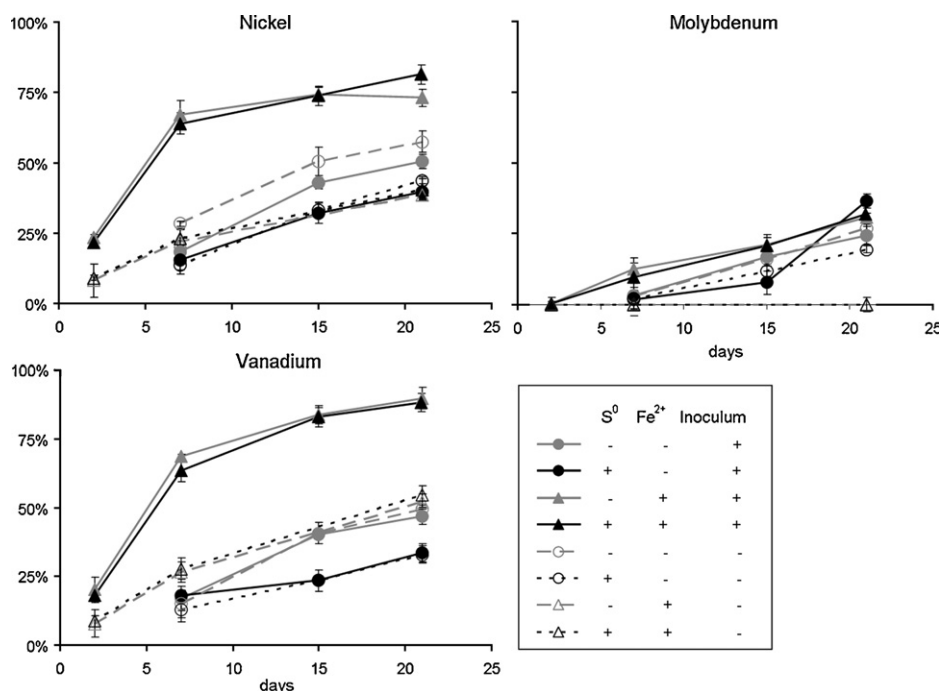 Nickel
100%
75%
50%
25%
0%
0 5 10 15 20 25
Molybdenum
0 5 10 15 20 25
days
Vanadium
100%
75%
50%
25%
0%
0 5 10 15 20 25
days
S⁰ Fe²⁺ Inoculum
- - +
+ - +
- + +
+ + +
- - -
+ - -
- + -
+ + -